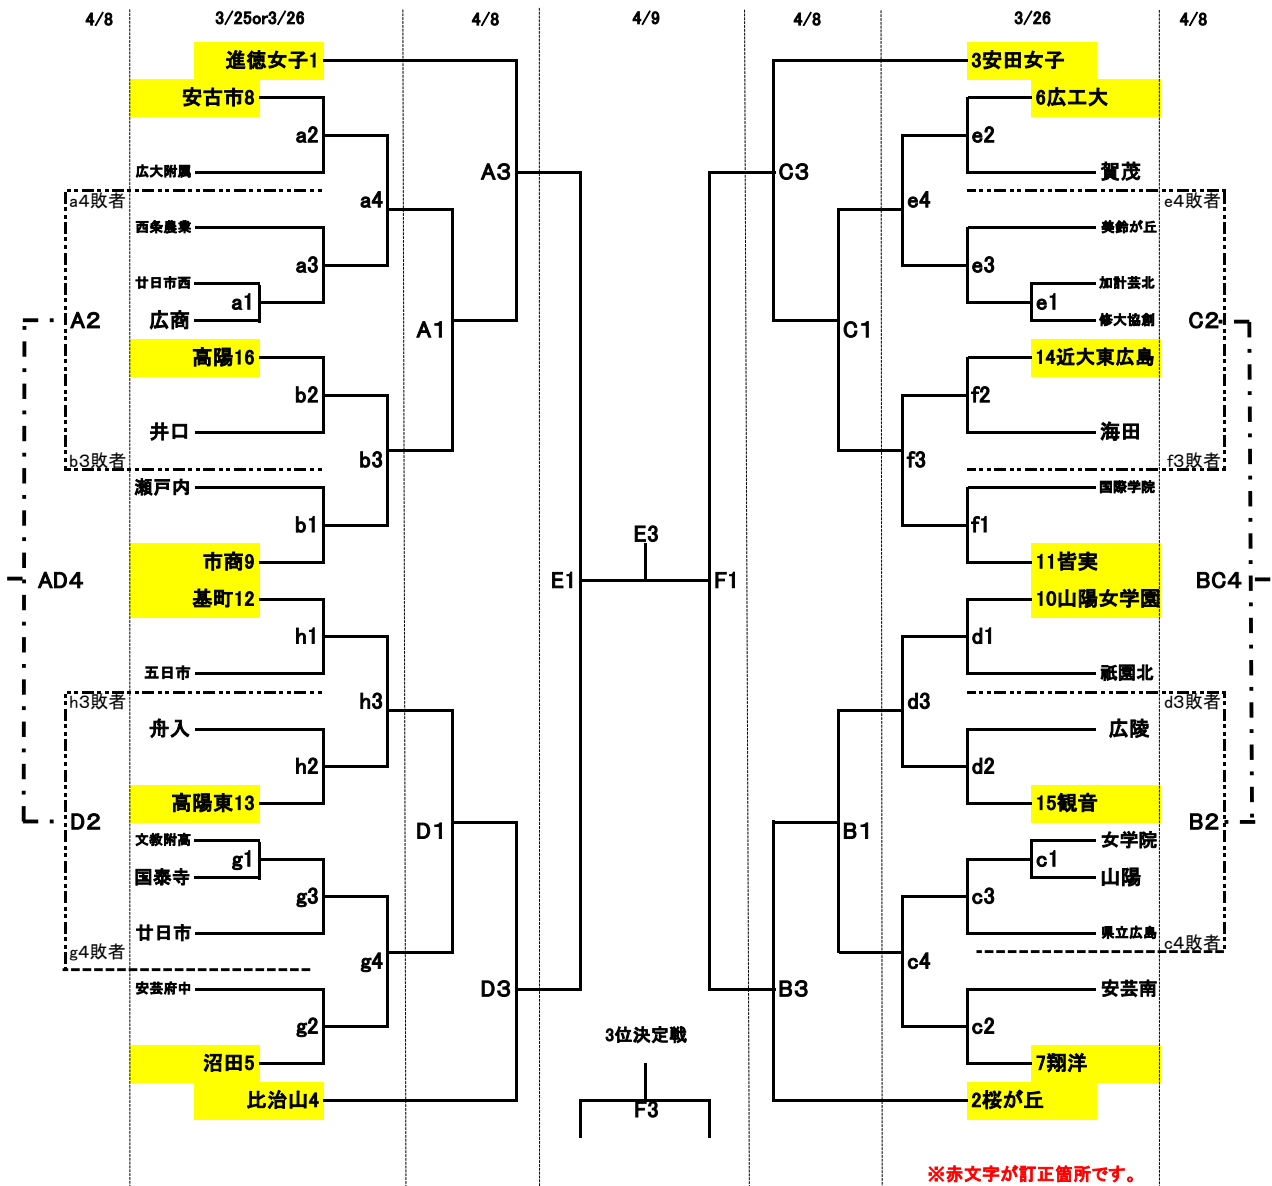 4/8 3/25or3/26 4/8 4/9 4/8 3/26 4/8
進徳女子1 3安田女子
安古市8 6広工大
a2 e2
広大附属 A3 C3 賀茂
a4敗者 a4 e4 e4敗者
西条農業 美鈴が丘
a3 e3
廿日市西 加計芸北
a1 e1
A2 広商 修大協創 C2
A1 C1
高陽16 14近大東広島
b2 f2
井口 海田
b3敗者 b3 f3 f3敗者
瀬戸内 国際学院
b1 f1
E3
市商9 11皆実
AD4 E1 F1 BC4
基町12 10山陽女学園
h1 d1
五日市 祇園北
h3敗者 h3 d3 d3敗者
舟入 広陵
h2 d2
高陽東13 15観音
D2 B2
D1 B1
文教附高 女学院
g1 c1
国泰寺 山陽
g3 c3
廿日市 県立広島
g4敗者 c4敗者
g4 c4
安芸府中 D3 B3 安芸南
g2 c2
3位決定戦
沼田5 7翔洋
比治山4 2桜が丘
F3
※赤文字が訂正箇所です。